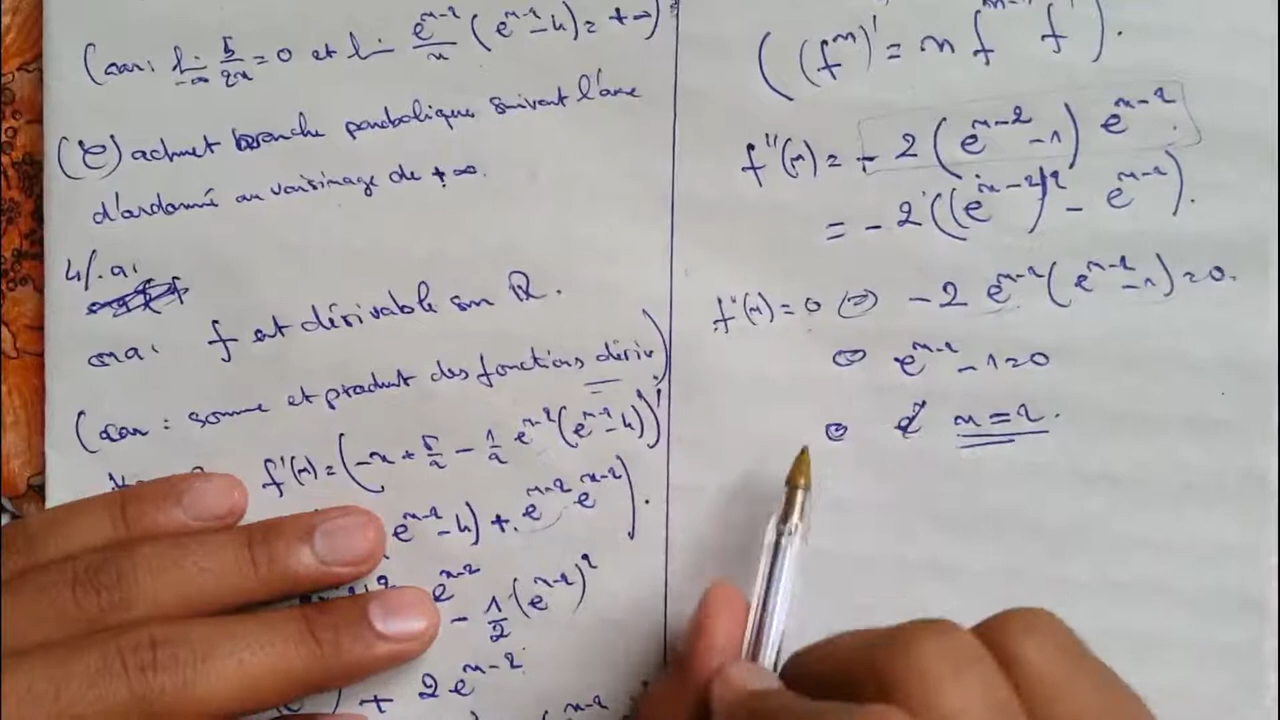 (car: lim -∞ 5/2x = 0 et lim e^{x-2}/x (e^{x-2} - 4) = +∞)
(C) admet branche parabolique suivant l'axe
d'ordonné au voisinage de +∞.
4/.a.
ona: f est dérivable sur ℝ.
(car: somme et produit des fonctions dériv)
f'(x) = (-x + 5/2 - 1/2 e^{x-2}(e^{x-2} - 4))'
e^{x-2} - 4) + e^{x-2} e^{x-2}).
e^{x-2} - 1/2 (e^{x-2})²
+ 2e^{x-2}
((f^n)' = n f^{n-1} f').
f''(x) = - 2(e^{x-2} - 1) e^{x-2}.
= - 2((e^{x-2})² - e^{x-2}).
f''(x) = 0 ⇔ -2 e^{x-2}(e^{x-2} - 1) = 0.
⇔ e^{x-2} - 1 = 0
⇔ x = 2.